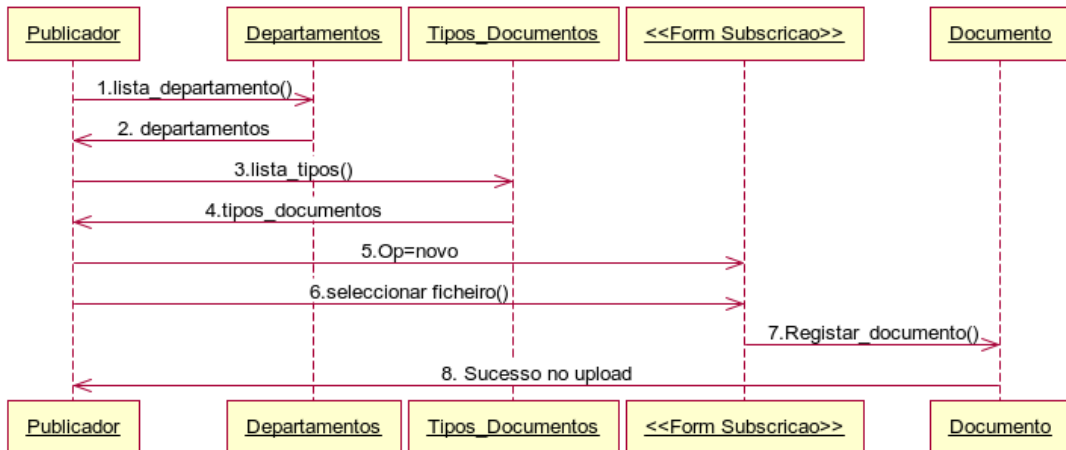 Publicador
Departamentos
Tipos_Documentos
<<Form Subscricao>>
Documento
1.lista_departamento()
2. departamentos
3.lista_tipos()
4.tipos_documentos
5.Op=novo
6.seleccionar ficheiro()
7.Registar_documento()
8. Sucesso no upload
Publicador
Departamentos
Tipos_Documentos
<<Form Subscricao>>
Documento